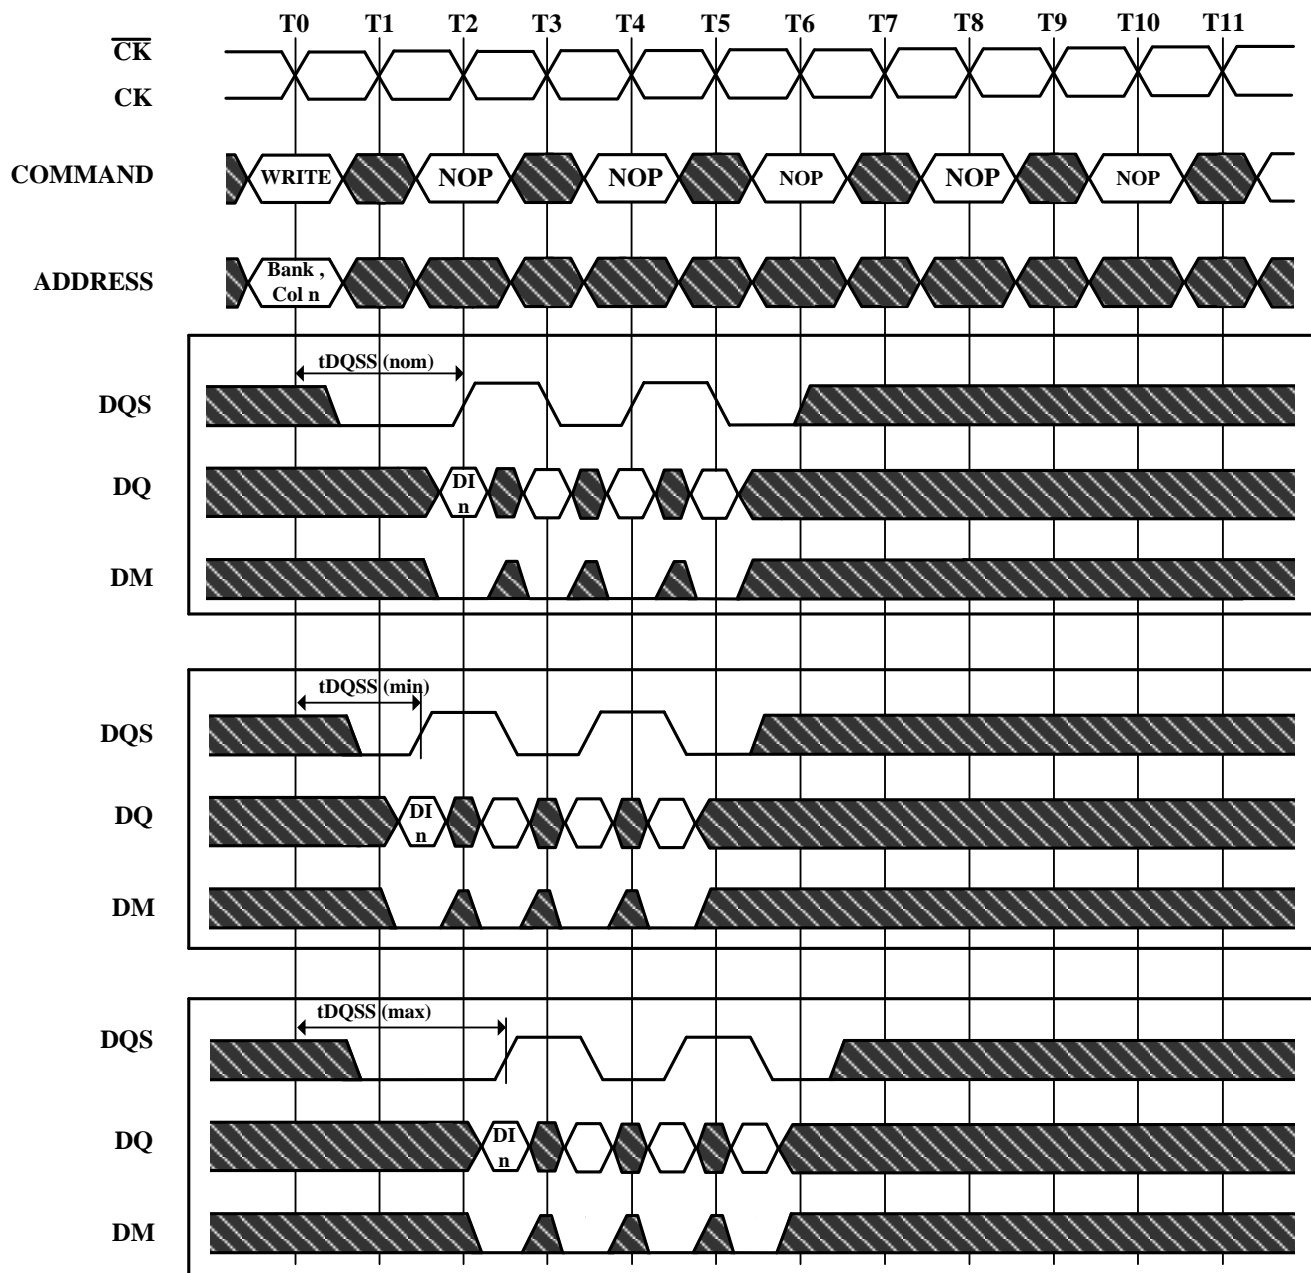 T0 T1 T2 T3 T4 T5 T6 T7 T8 T9 T10 T11
CK
CK
COMMAND WRITE NOP NOP NOP NOP NOP
ADDRESS Bank ,
Col n
tDQSS (nom)
DQS
DQ DI
n
DM
tDQSS (min)
DQS
DQ DI
n
DM
tDQSS (max)
DQS
DQ DI
n
DM